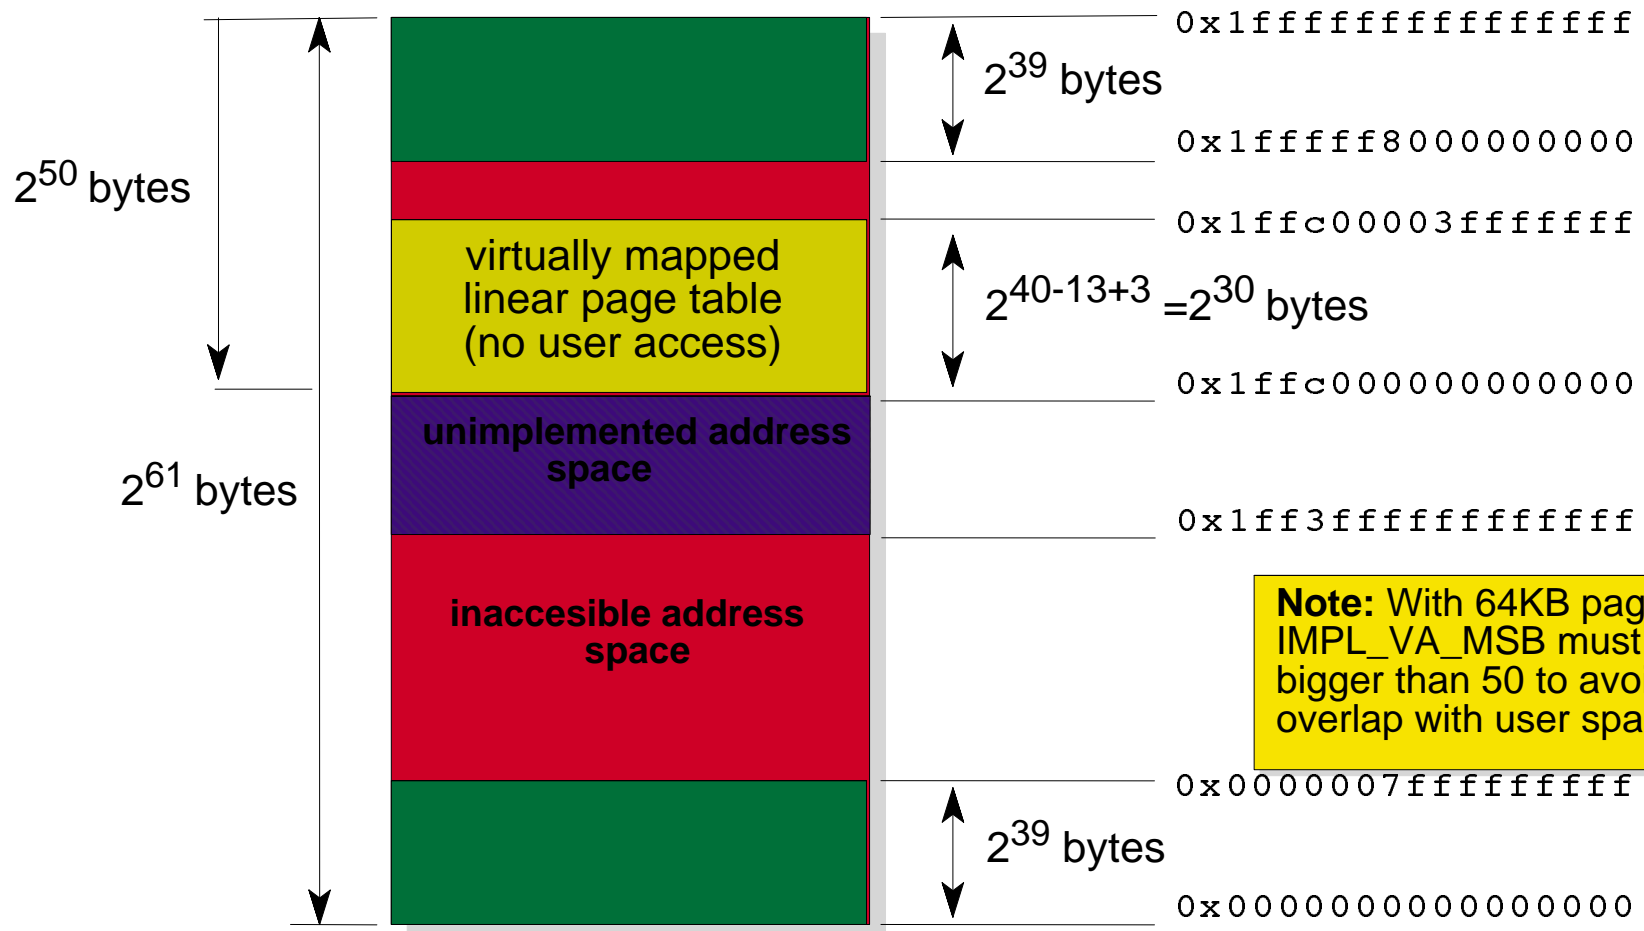 0x1fffffffffffffff
2^39 bytes
0x1fffff8000000000
2^50 bytes
0x1ffc00003fffffff
virtually mapped
linear page table
(no user access)
2^40-13+3 =2^30 bytes
0x1ffc000000000000
unimplemented address
space
2^61 bytes
0x1ff3ffffffffffff
inaccesible address
space
Note: With 64KB pag
IMPL_VA_MSB must
bigger than 50 to avo
overlap with user spa
0x0000007fffffffff
2^39 bytes
0x0000000000000000